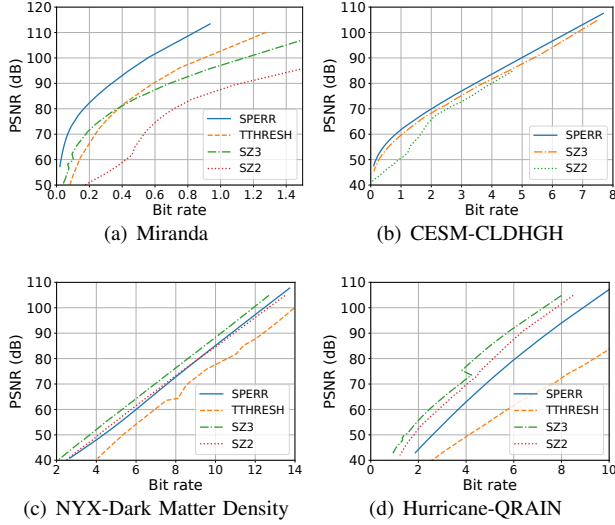 120
110
100
90
80
70
60
50
PSNR (dB)
0.0 0.2 0.4 0.6 0.8 1.0 1.2 1.4
Bit rate
SPERR
TTHRESH
SZ3
SZ2
(a) Miranda
110
100
90
80
70
60
50
40
PSNR (dB)
0 1 2 3 4 5 6 7 8
Bit rate
SPERR
SZ3
SZ2
(b) CESM-CLDHGH
110
100
90
80
70
60
50
40
PSNR (dB)
2 4 6 8 10 12 14
Bit rate
SPERR
TTHRESH
SZ3
SZ2
(c) NYX-Dark Matter Density
110
100
90
80
70
60
50
40
PSNR (dB)
0 2 4 6 8 10
Bit rate
SPERR
TTHRESH
SZ3
SZ2
(d) Hurricane-QRAIN